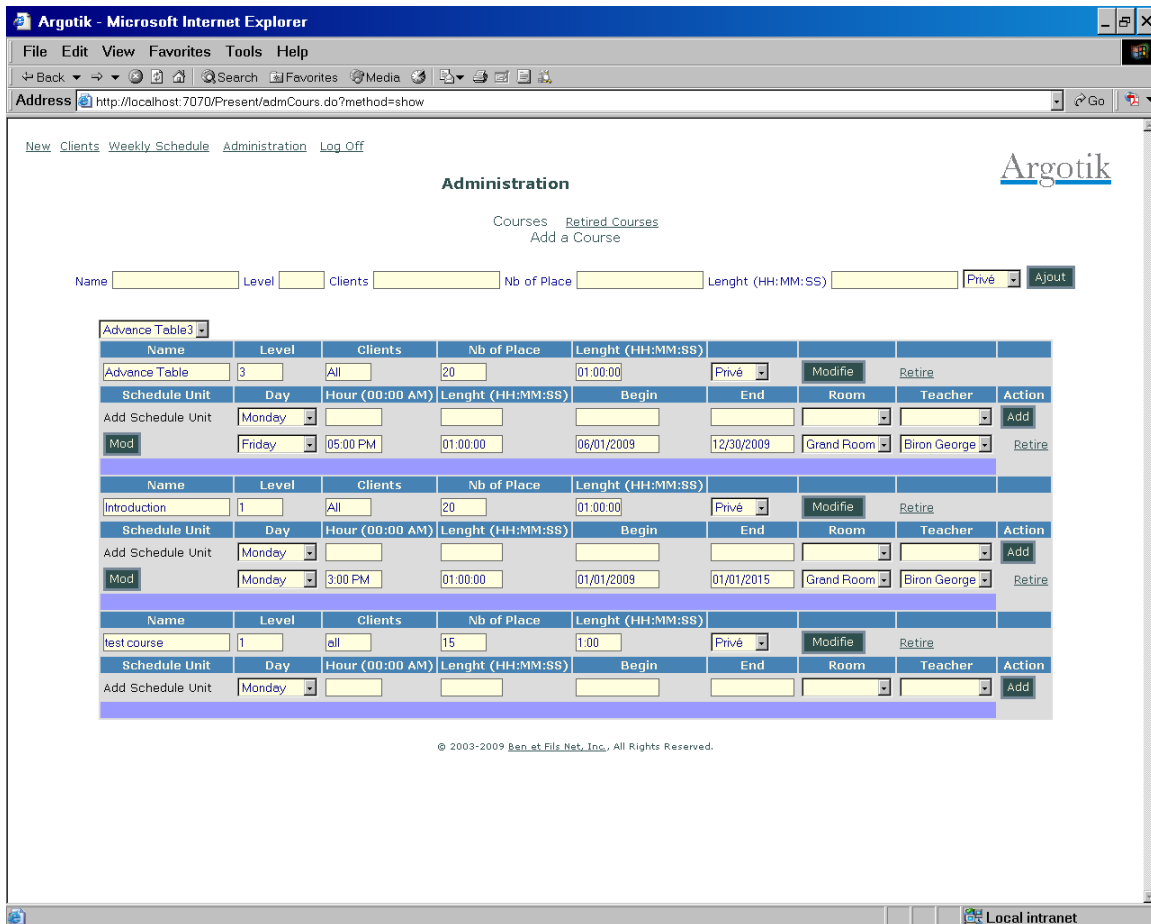 Argotik - Microsoft Internet Explorer
File Edit View Favorites Tools Help
Back Search Favorites Media
Address http://localhost:7070/Present/admCours.do?method=show Go
New Clients Weekly Schedule Administration Log Off
Argotik
Administration
Courses Retired Courses
Add a Course
Name Level Clients Nb of Place Lenght (HH:MM:SS) Privé Ajout
Advance Table3
Name Level Clients Nb of Place Lenght (HH:MM:SS)
Advance Table 3 All 20 01:00:00 Privé Modifie Retire
Schedule Unit Day Hour (00:00 AM) Lenght (HH:MM:SS) Begin End Room Teacher Action
Add Schedule Unit Monday Add
Mod Friday 05:00 PM 01:00:00 06/01/2009 12/30/2009 Grand Room Biron George Retire
Name Level Clients Nb of Place Lenght (HH:MM:SS)
Introduction 1 All 20 01:00:00 Privé Modifie Retire
Schedule Unit Day Hour (00:00 AM) Lenght (HH:MM:SS) Begin End Room Teacher Action
Add Schedule Unit Monday Add
Mod Monday 3:00 PM 01:00:00 01/01/2009 01/01/2015 Grand Room Biron George Retire
Name Level Clients Nb of Place Lenght (HH:MM:SS)
test course 1 all 15 1:00 Privé Modifie Retire
Schedule Unit Day Hour (00:00 AM) Lenght (HH:MM:SS) Begin End Room Teacher Action
Add Schedule Unit Monday Add
© 2003-2009 Ben et Fils Net, Inc., All Rights Reserved.
Local intranet